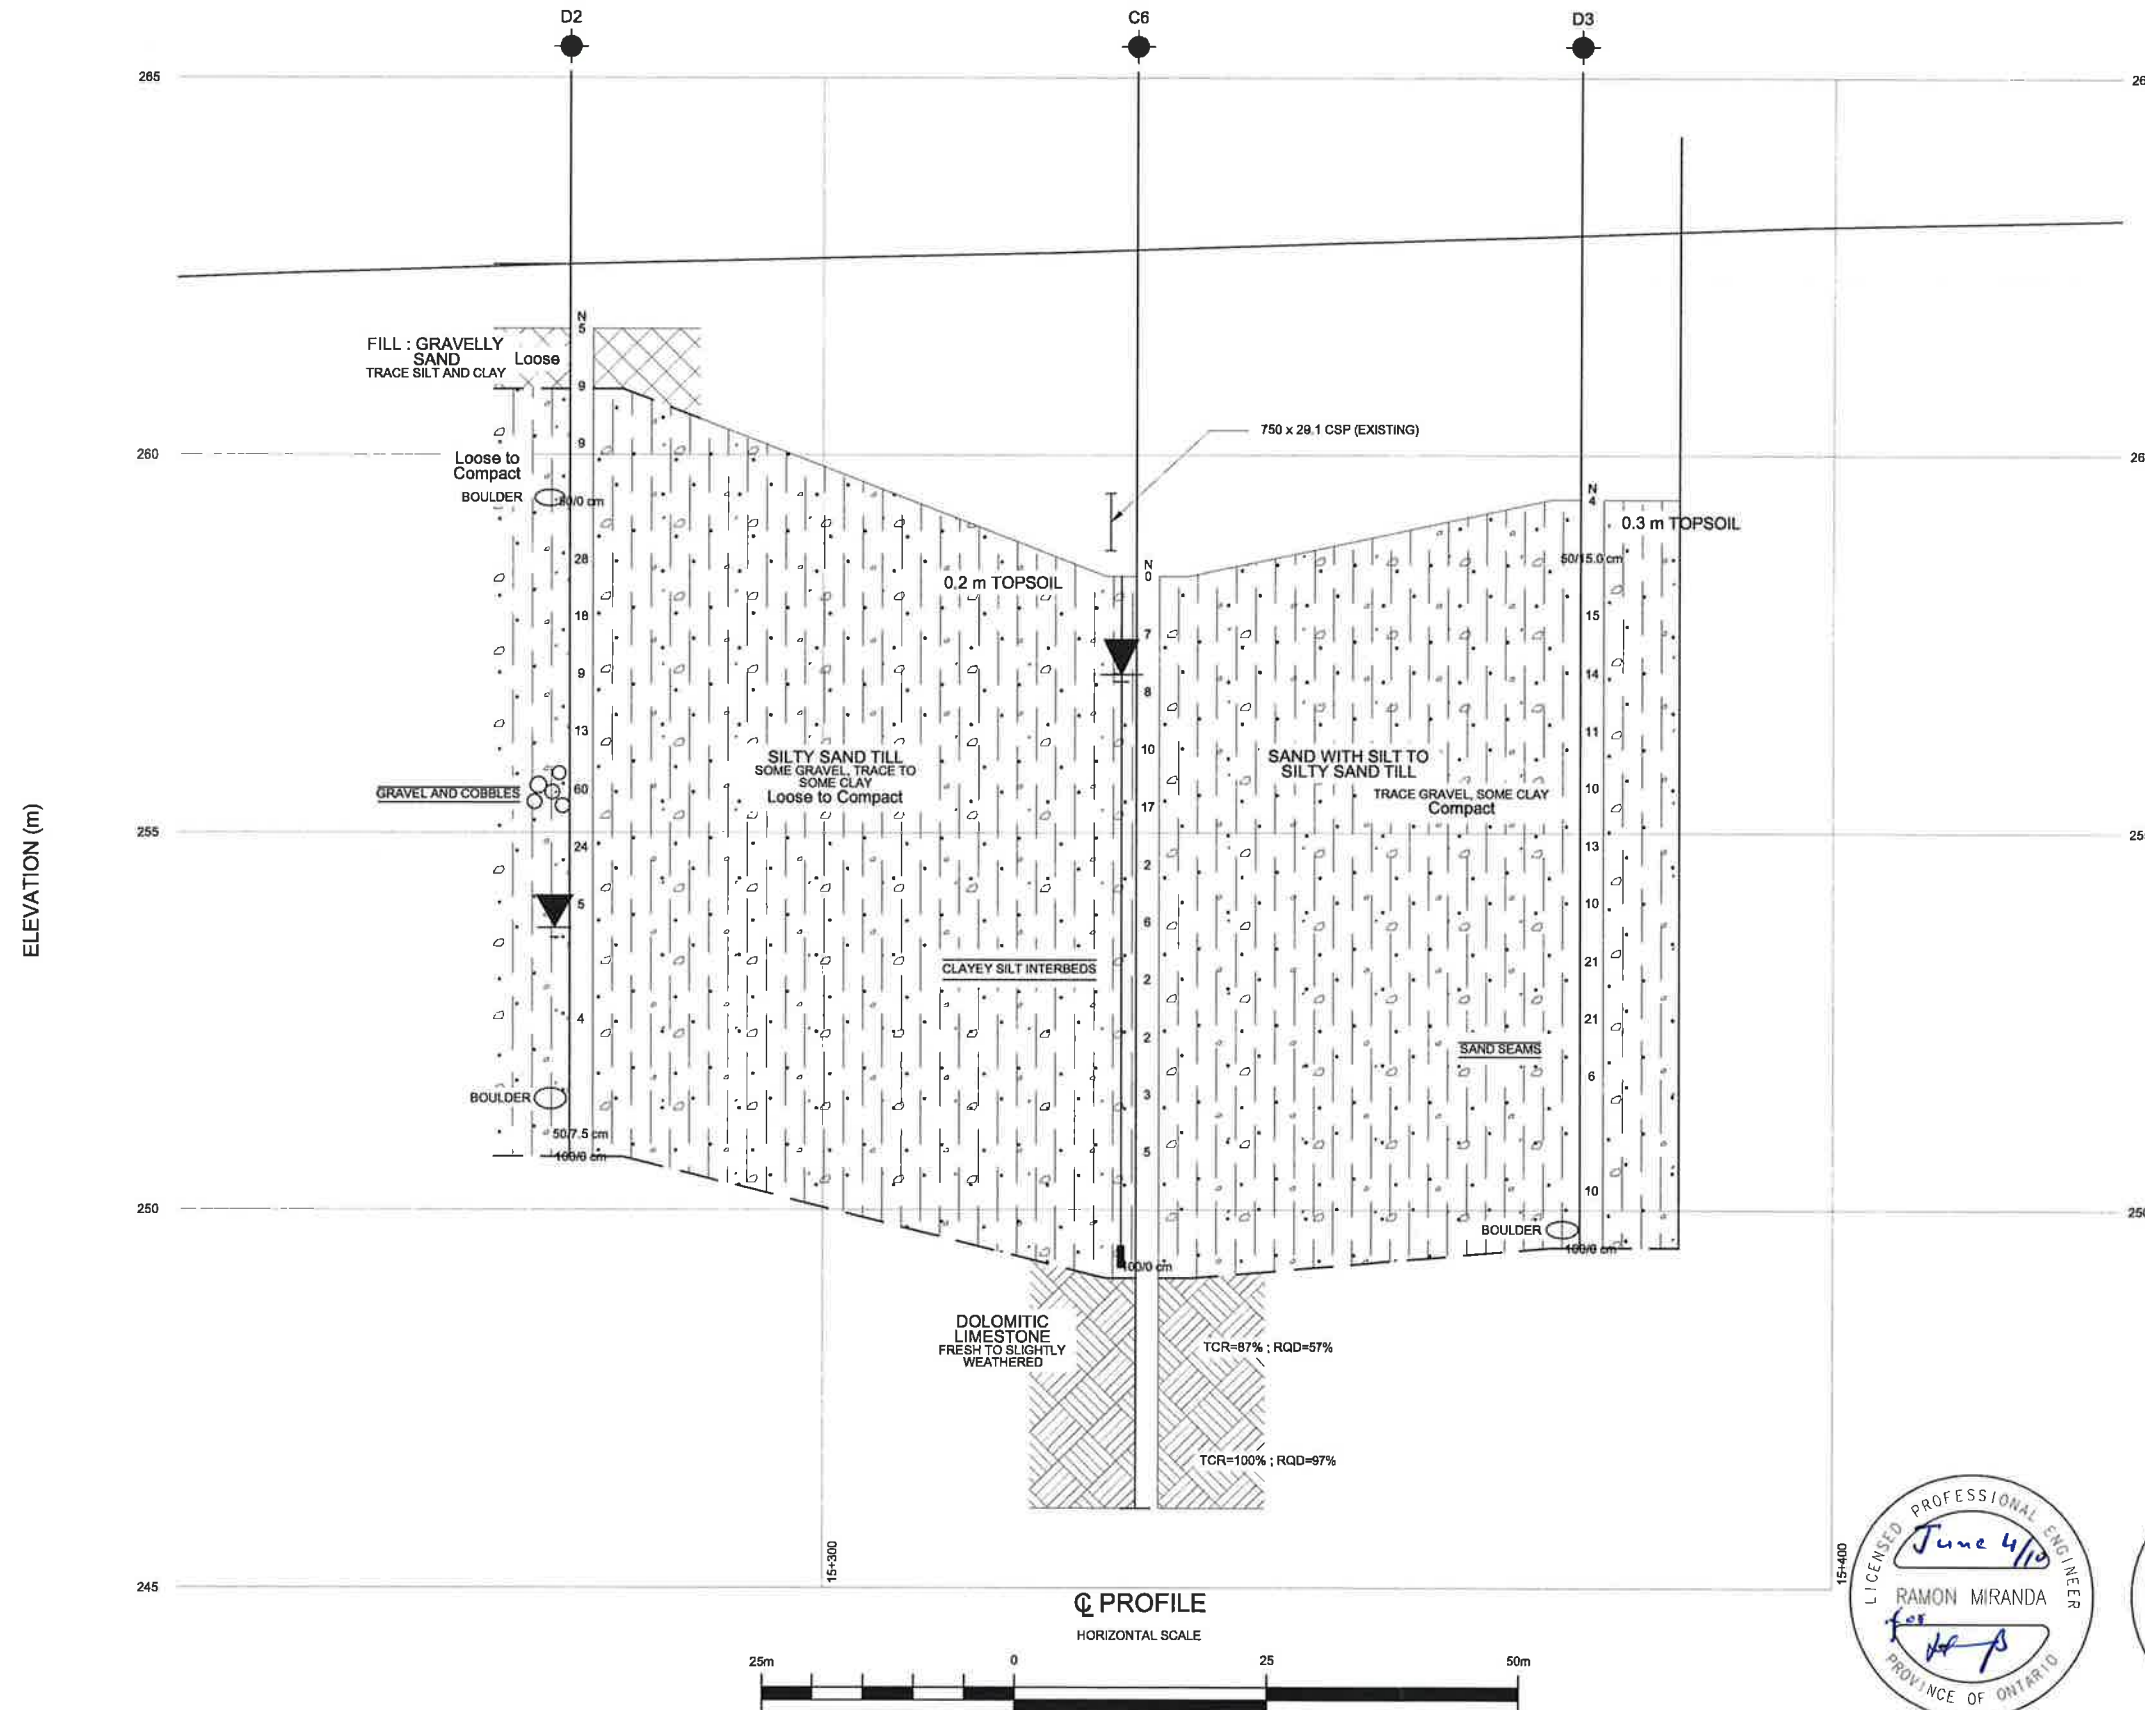 D2
C6
D3
265
26
N
5
FILL : GRAVELLY
SAND
TRACE SILT AND CLAY
Loose
9
9
750 x 29.1 CSP (EXISTING)
260
26
Loose to
Compact
BOULDER
50/0 cm
N
4
0.3 m TOPSOIL
28
50/15.0 cm
N
0
0.2 m TOPSOIL
18
15
7
9
14
8
13
11
10
SILTY SAND TILL
SOME GRAVEL, TRACE TO
SOME CLAY
Loose to Compact
SAND WITH SILT TO
SILTY SAND TILL
TRACE GRAVEL, SOME CLAY
Compact
GRAVEL AND COBBLES
60
10
17
ELEVATION (m)
255
25
24
13
2
5
10
6
CLAYEY SILT INTERBEDS
21
2
4
21
2
SAND SEAMS
6
BOULDER
3
50/7.5 cm
100/0 cm
5
10
250
250
BOULDER
100/0 cm
100/0 cm
DOLOMITIC
LIMESTONE
FRESH TO SLIGHTLY
WEATHERED
TCR=87% ; RQD=57%
TCR=100% ; RQD=97%
15+300
15+400
245
℄ PROFILE
HORIZONTAL SCALE
25m
0
25
50m
LICENSED PROFESSIONAL ENGINEER
June 4/10
RAMON MIRANDA
for
PROVINCE OF ONTARIO